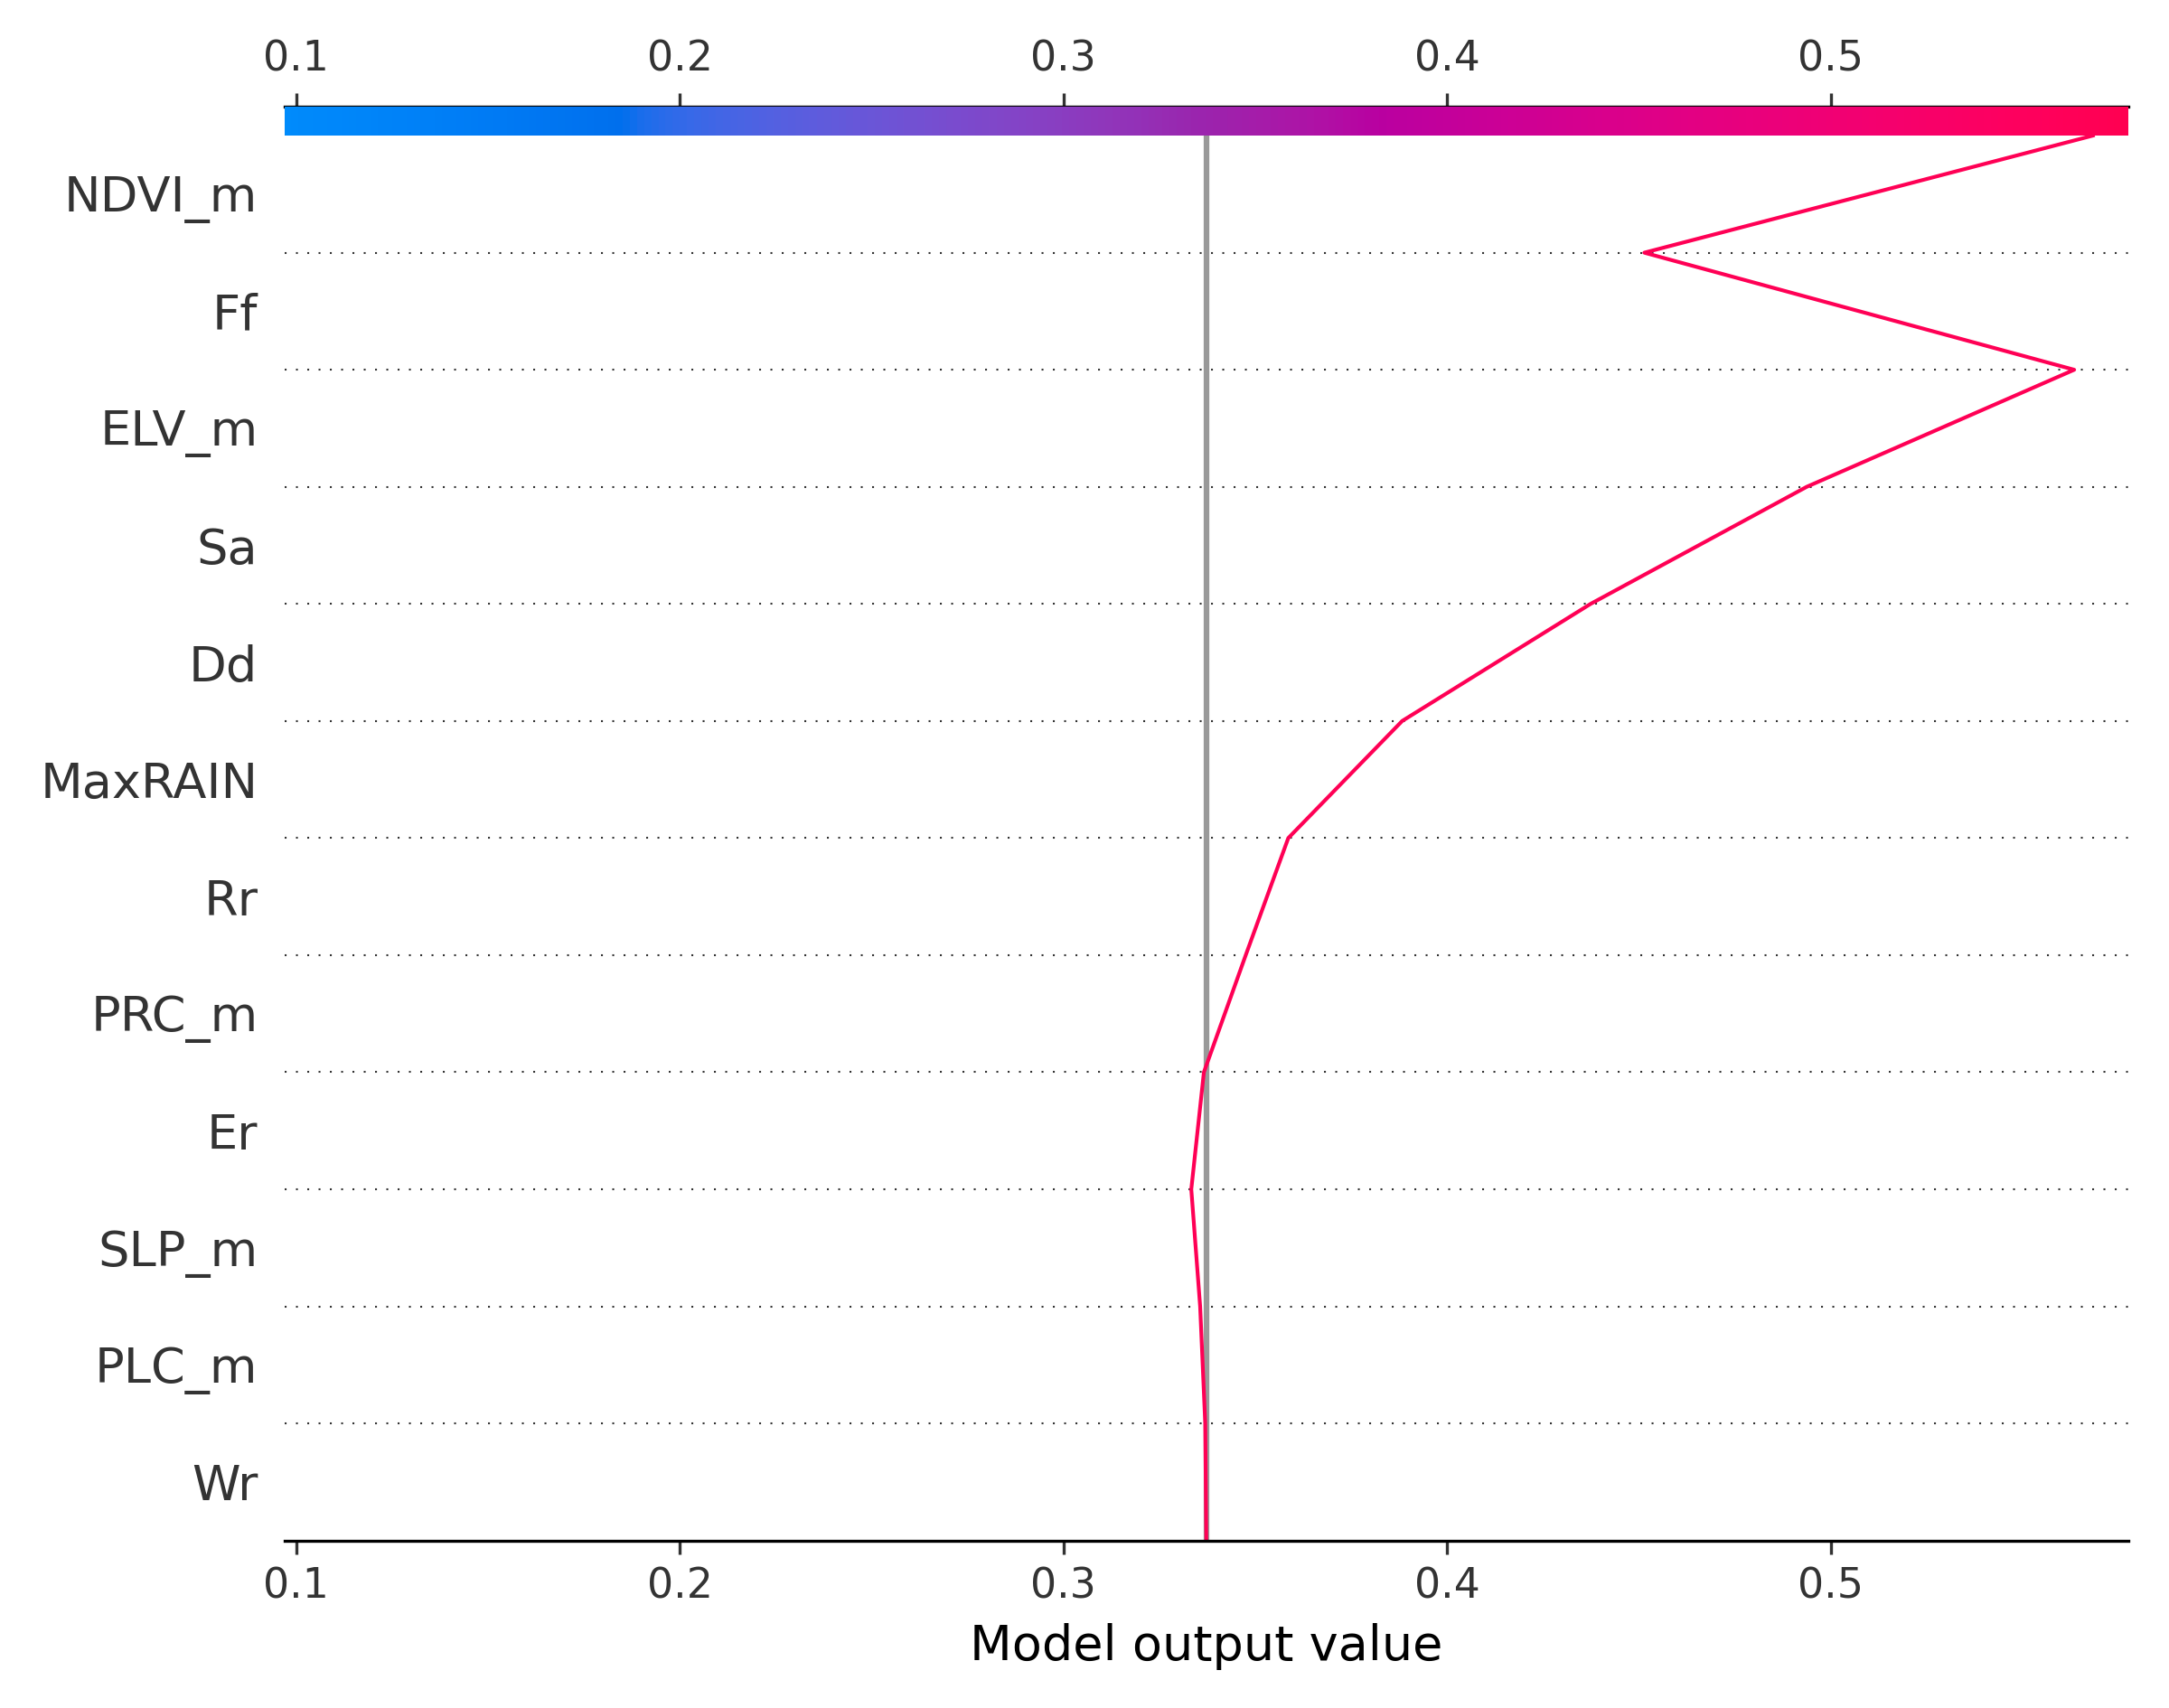 0.1 0.2 0.3 0.4 0.5
NDVI_m
Ff
ELV_m
Sa
Dd
MaxRAIN
Rr
PRC_m
Er
SLP_m
PLC_m
Wr
0.1 0.2 0.3 0.4 0.5
Model output value